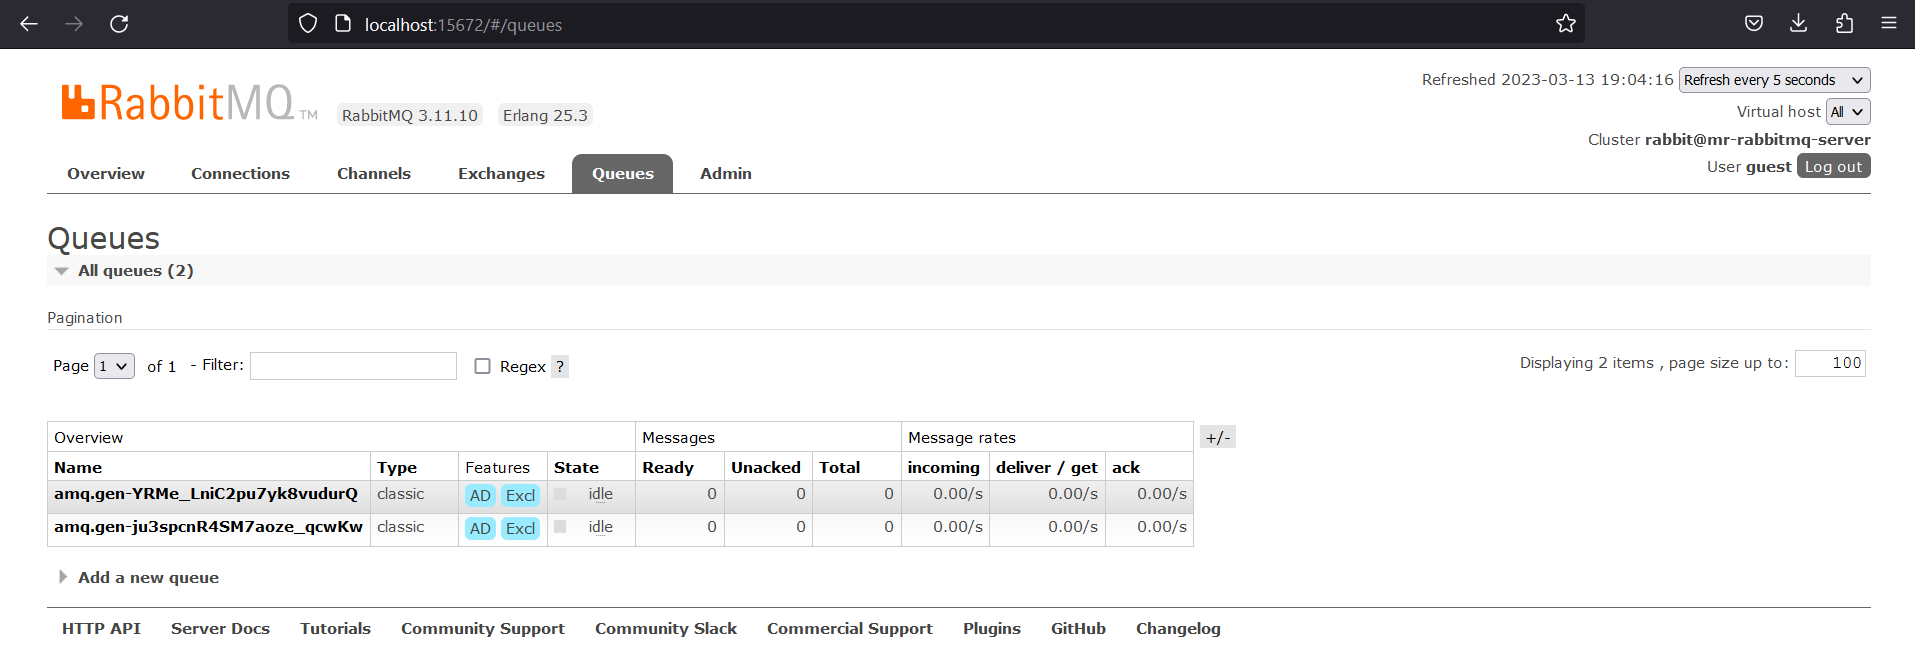 localhost:15672/#/queues
Refreshed 2023-03-13 19:04:16 Refresh every 5 seconds
RabbitMQ TM RabbitMQ 3.11.10 Erlang 25.3
Virtual host All
Cluster rabbit@mr-rabbitmq-server
User guest Log out
Overview Connections Channels Exchanges Queues Admin
Queues
All queues (2)
Pagination
Page 1 of 1 - Filter: Regex ? Displaying 2 items , page size up to: 100
Overview Messages Message rates +/-
Name Type Features State Ready Unacked Total incoming deliver / get ack
amq.gen-YRMe_LniC2pu7yk8vudurQ classic AD Excl idle 0 0 0 0.00/s 0.00/s 0.00/s
amq.gen-ju3spcnR4SM7aoze_qcwKw classic AD Excl idle 0 0 0 0.00/s 0.00/s 0.00/s
Add a new queue
HTTP API Server Docs Tutorials Community Support Community Slack Commercial Support Plugins GitHub Changelog